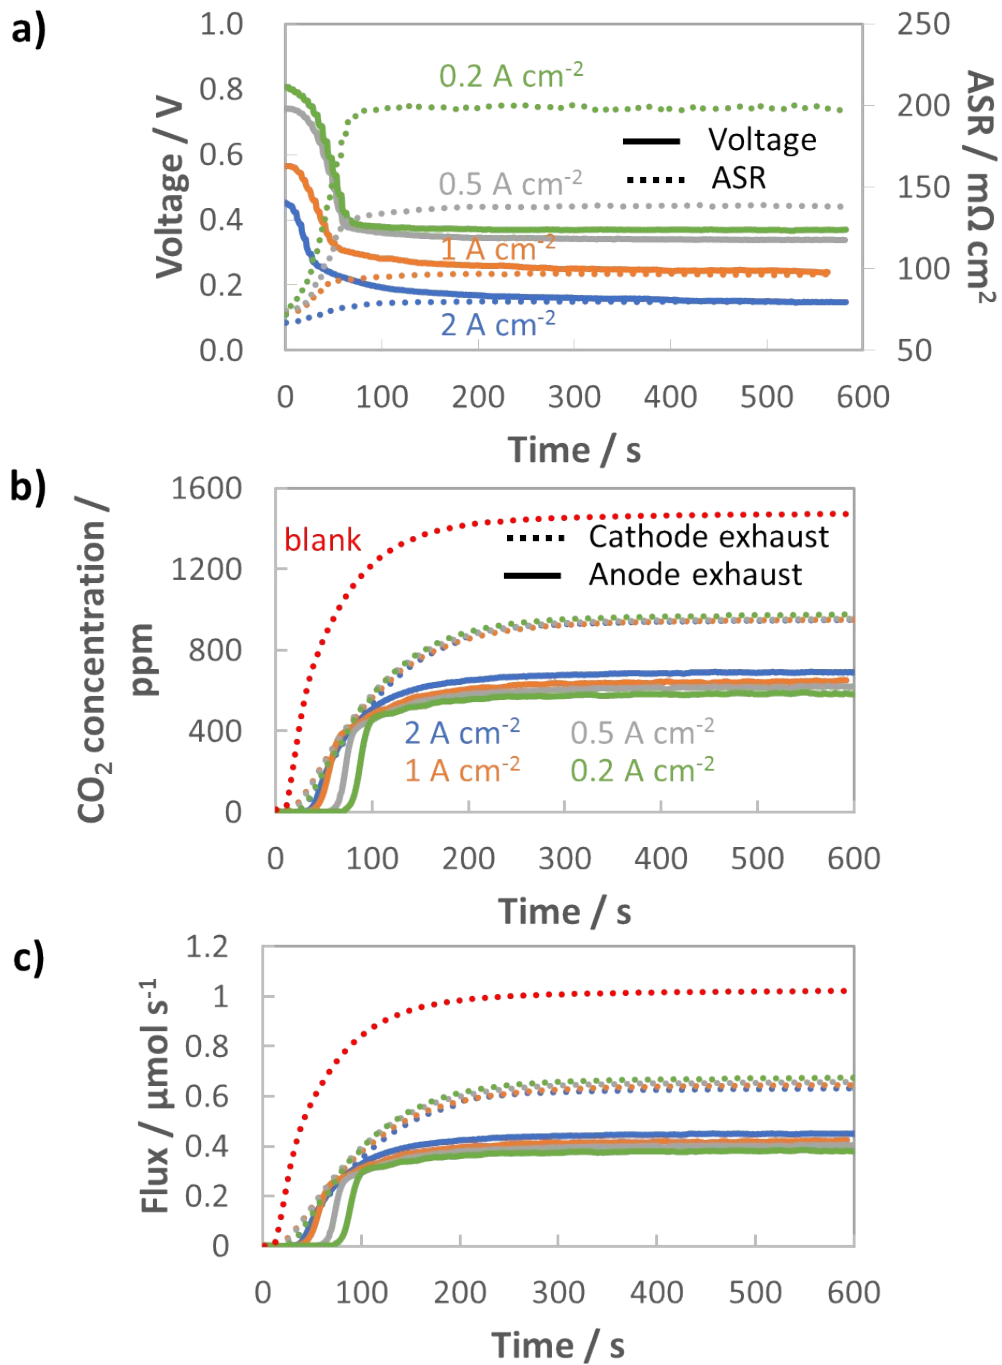 a)
1.0
0.8
0.6
0.4
0.2
0.0
Voltage / V
250
200
150
100
50
ASR / mΩ cm²
0.2 A cm⁻²
Voltage
ASR
0.5 A cm⁻²
1 A cm⁻²
2 A cm⁻²
0 100 200 300 400 500 600
Time / s
b)
1600
1200
800
400
0
CO₂ concentration /
ppm
blank
Cathode exhaust
Anode exhaust
2 A cm⁻² 0.5 A cm⁻²
1 A cm⁻² 0.2 A cm⁻²
0 100 200 300 400 500 600
Time / s
c)
1.2
1
0.8
0.6
0.4
0.2
0
Flux / µmol s⁻¹
0 100 200 300 400 500 600
Time / s